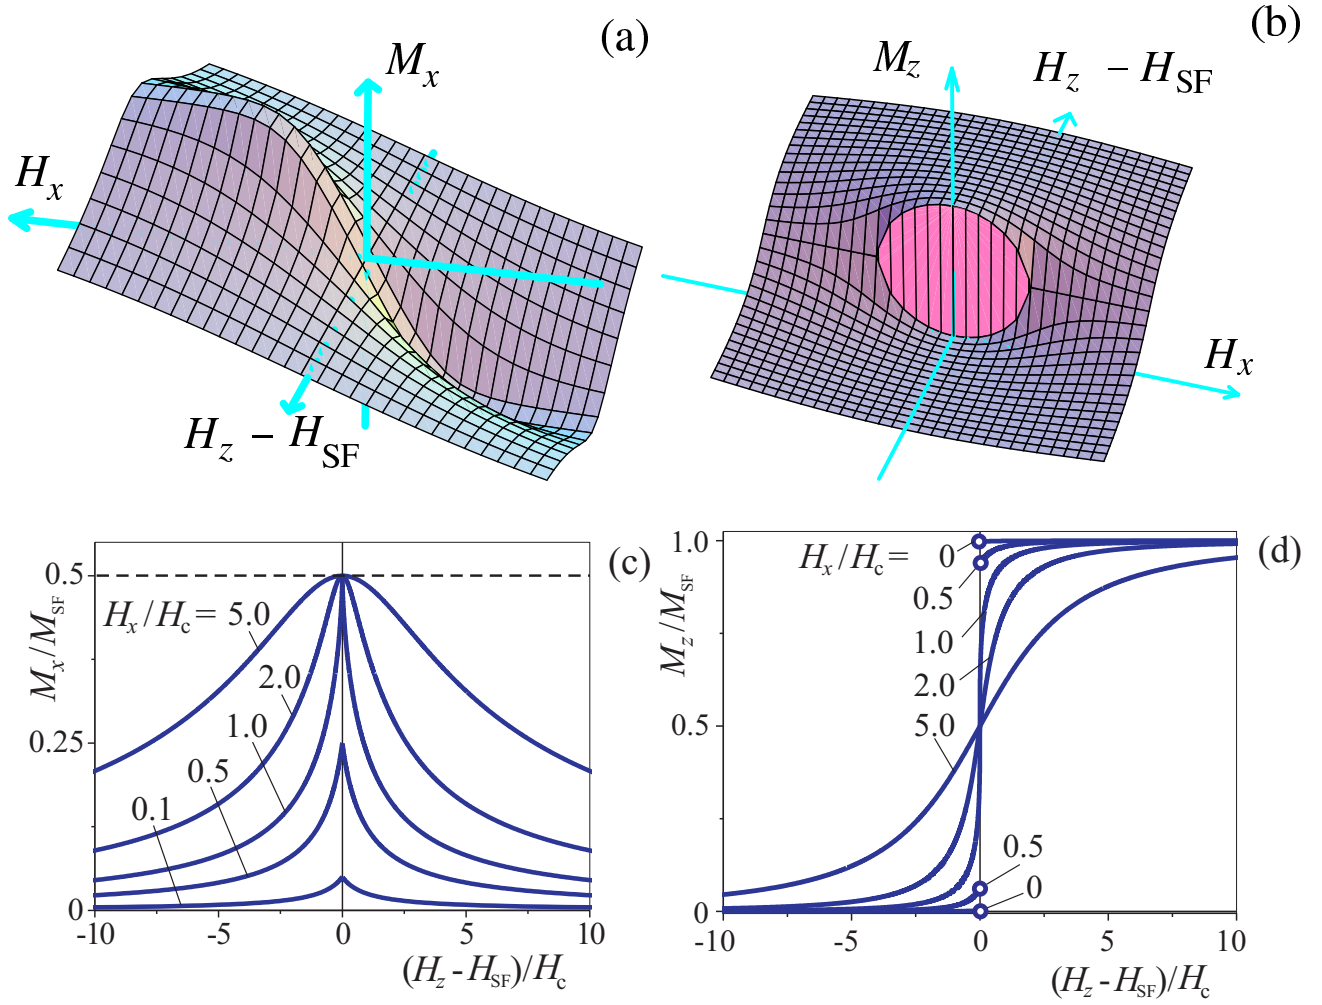 (a)
M_x
H_x
H_z – H_SF
(b)
M_z
H_z – H_SF
H_x
(c)
M_x/M_SF
0.5
0.25
0
H_x/H_c = 5.0
2.0
1.0
0.5
0.1
-10 -5 0 5 10
(H_z - H_SF)/H_c
(d)
M_z/M_SF
1.0
0.5
0
H_x/H_c = 0
0.5
1.0
2.0
5.0
0.5
0
-10 -5 0 5 10
(H_z - H_SF)/H_c